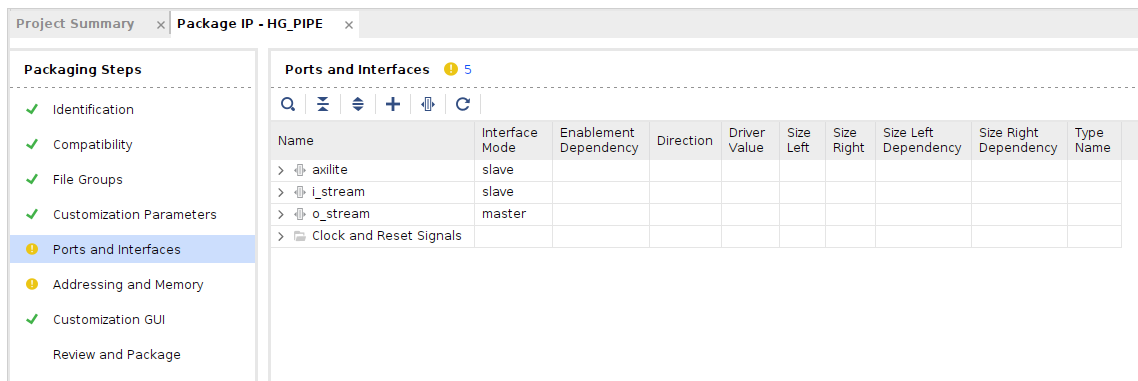 Project Summary × Package IP - HG_PIPE ×
Packaging Steps
Identification
Compatibility
File Groups
Customization Parameters
Ports and Interfaces
Addressing and Memory
Customization GUI
Review and Package
Ports and Interfaces 5
Name Interface Mode Enablement Dependency Direction Driver Value Size Left Size Right Size Left Dependency Size Right Dependency Type Name
axilite slave
i_stream slave
o_stream master
Clock and Reset Signals